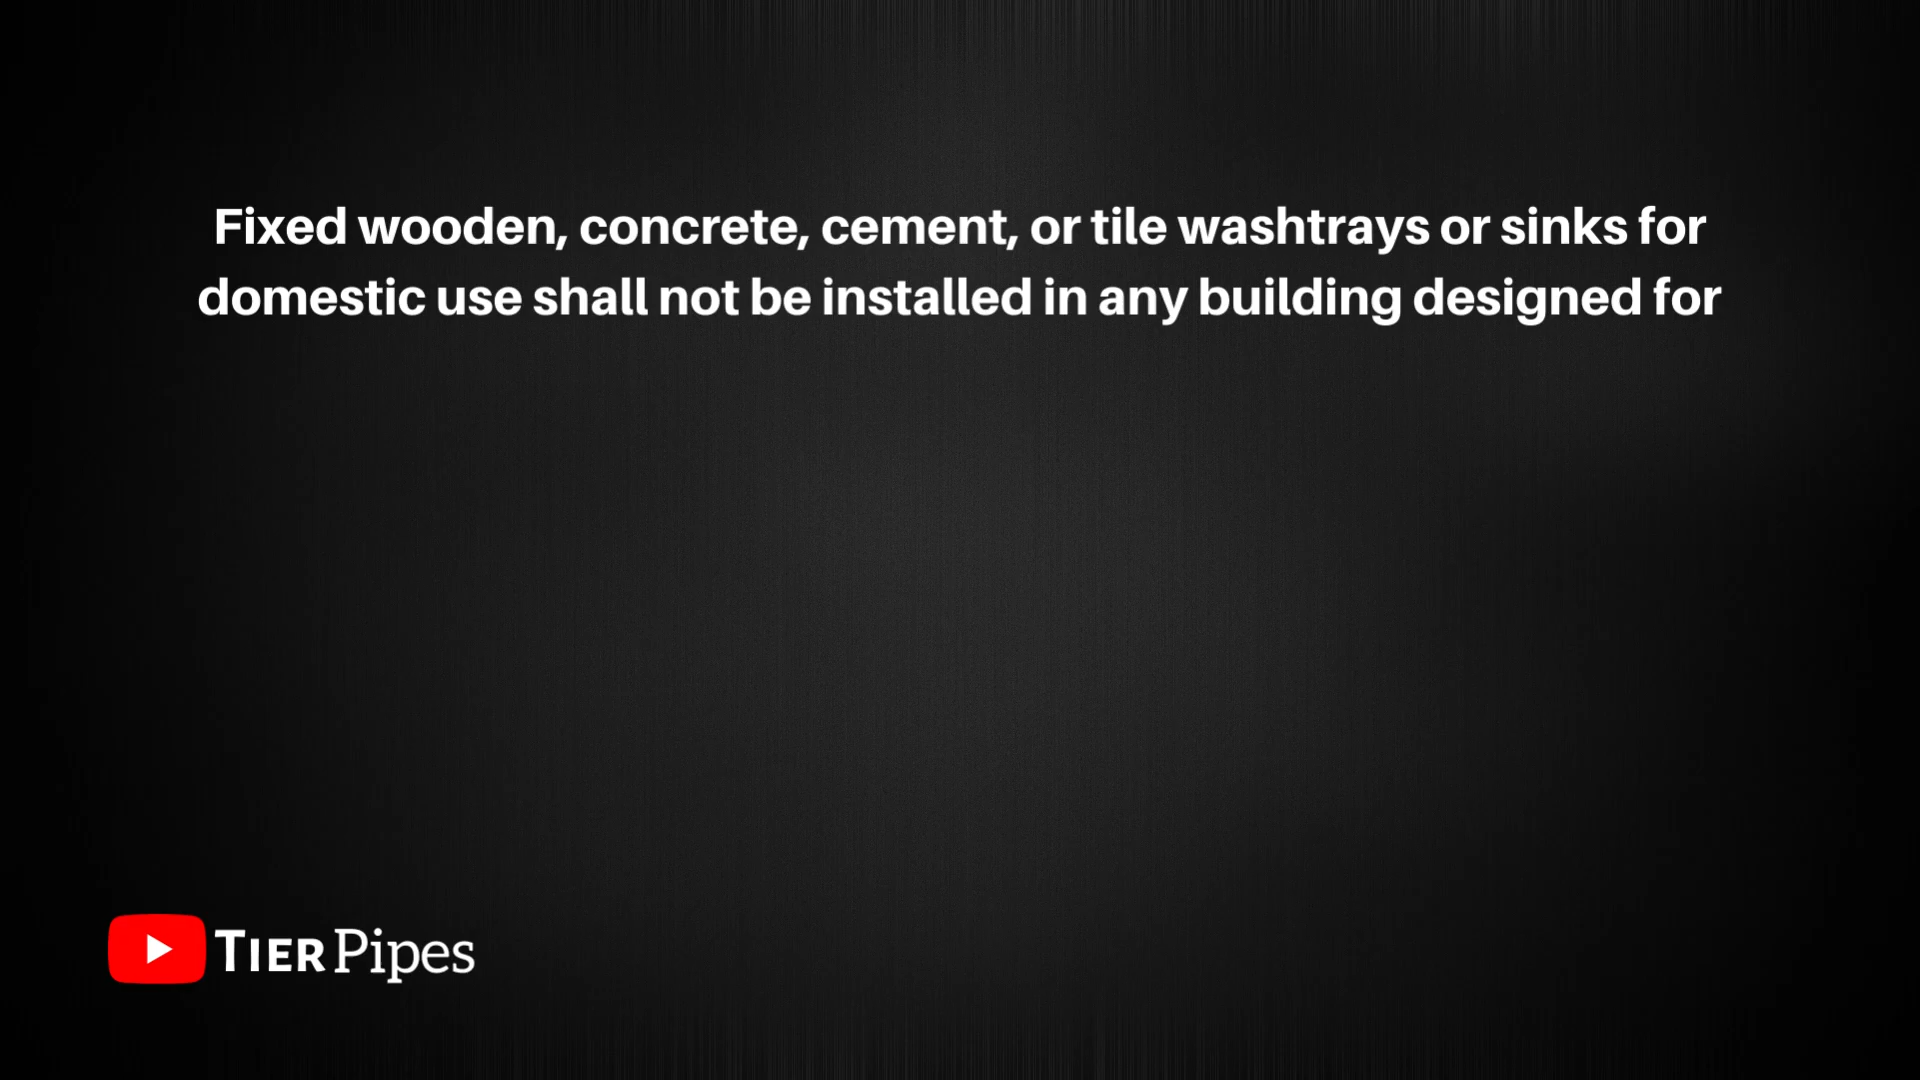 Fixed wooden, concrete, cement, or tile washtrays or sinks for
domestic use shall not be installed in any building designed for
TIER Pipes